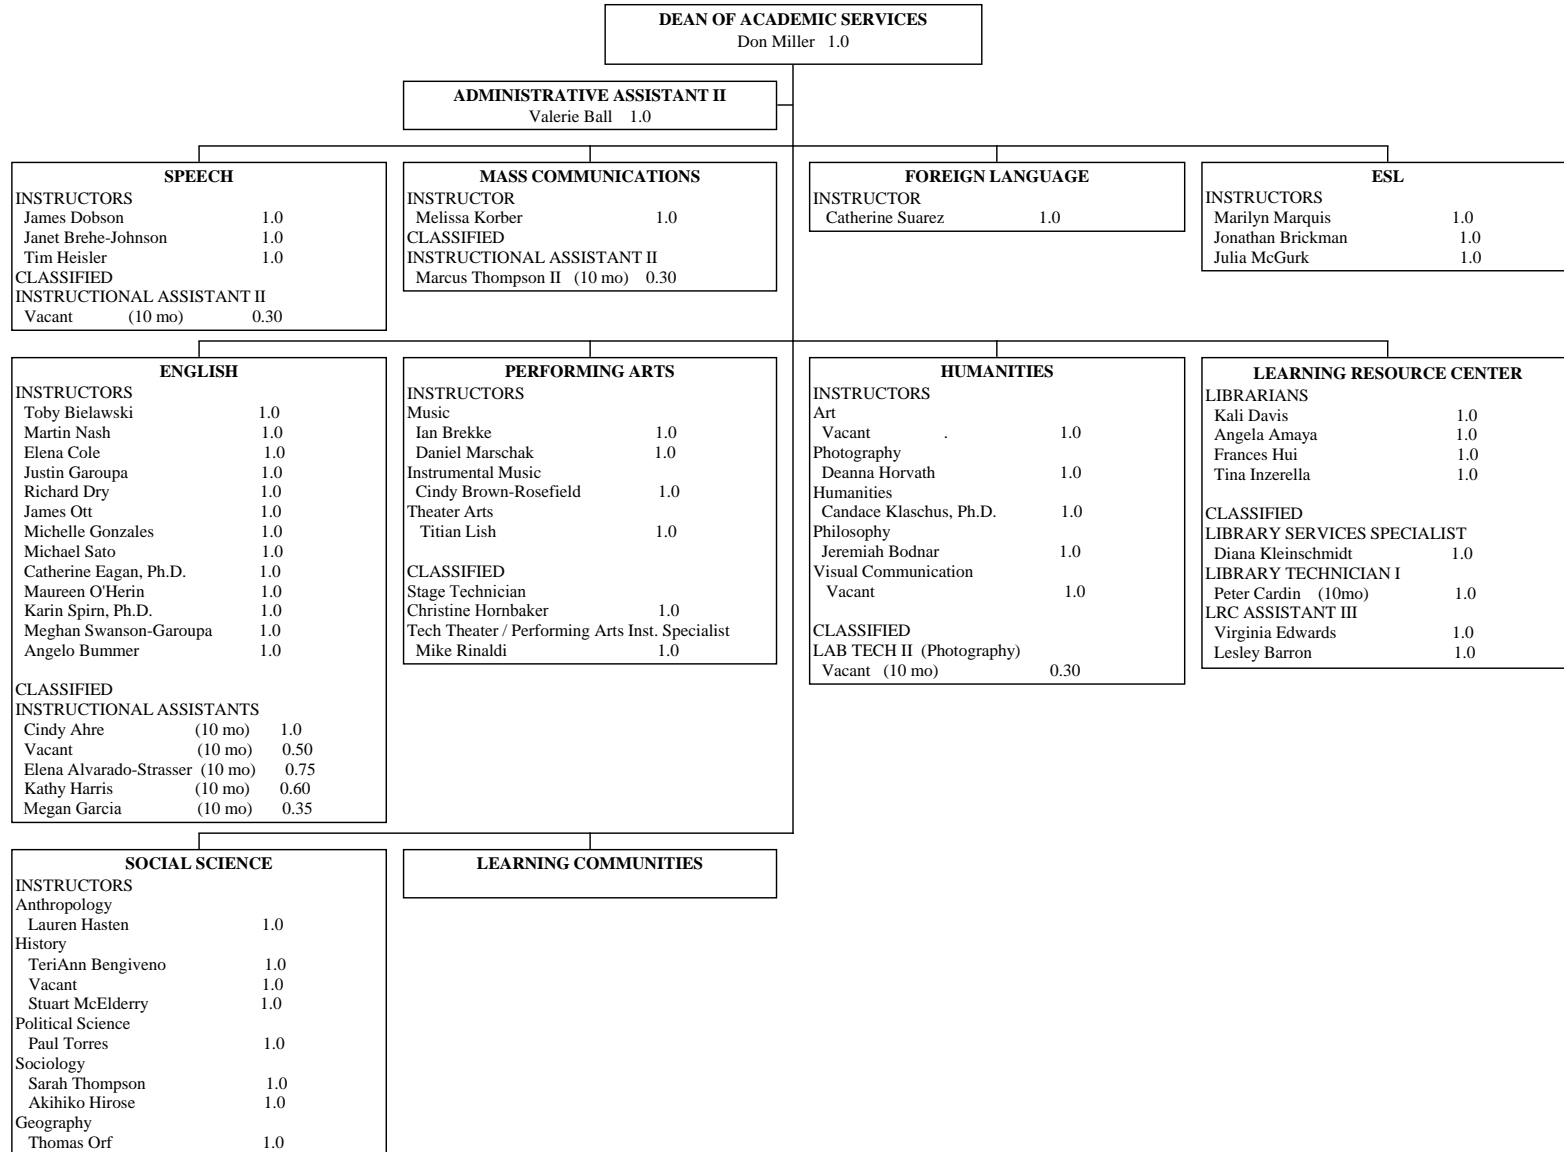 DEAN OF ACADEMIC SERVICES
Don Miller 1.0
ADMINISTRATIVE ASSISTANT II
Valerie Ball 1.0
SPEECH
INSTRUCTORS
James Dobson 1.0
Janet Brehe-Johnson 1.0
Tim Heisler 1.0
CLASSIFIED
INSTRUCTIONAL ASSISTANT II
Vacant (10 mo) 0.30
MASS COMMUNICATIONS
INSTRUCTOR
Melissa Korber 1.0
CLASSIFIED
INSTRUCTIONAL ASSISTANT II
Marcus Thompson II (10 mo) 0.30
FOREIGN LANGUAGE
INSTRUCTOR
Catherine Suarez 1.0
ESL
INSTRUCTORS
Marilyn Marquis 1.0
Jonathan Brickman 1.0
Julia McGurk 1.0
ENGLISH
INSTRUCTORS
Toby Bielawski 1.0
Martin Nash 1.0
Elena Cole 1.0
Justin Garoupa 1.0
Richard Dry 1.0
James Ott 1.0
Michelle Gonzales 1.0
Michael Sato 1.0
Catherine Eagan, Ph.D. 1.0
Maureen O'Herin 1.0
Karin Spirn, Ph.D. 1.0
Meghan Swanson-Garoupa 1.0
Angelo Bummer 1.0
CLASSIFIED
INSTRUCTIONAL ASSISTANTS
Cindy Ahre (10 mo) 1.0
Vacant (10 mo) 0.50
Elena Alvarado-Strasser (10 mo) 0.75
Kathy Harris (10 mo) 0.60
Megan Garcia (10 mo) 0.35
PERFORMING ARTS
INSTRUCTORS
Music
Ian Brekke 1.0
Daniel Marschak 1.0
Instrumental Music
Cindy Brown-Rosefield 1.0
Theater Arts
Titian Lish 1.0
CLASSIFIED
Stage Technician
Christine Hornbaker 1.0
Tech Theater / Performing Arts Inst. Specialist
Mike Rinaldi 1.0
HUMANITIES
INSTRUCTORS
Art
Vacant . 1.0
Photography
Deanna Horvath 1.0
Humanities
Candace Klaschus, Ph.D. 1.0
Philosophy
Jeremiah Bodnar 1.0
Visual Communication
Vacant 1.0
CLASSIFIED
LAB TECH II (Photography)
Vacant (10 mo) 0.30
LEARNING RESOURCE CENTER
LIBRARIANS
Kali Davis 1.0
Angela Amaya 1.0
Frances Hui 1.0
Tina Inzerella 1.0
CLASSIFIED
LIBRARY SERVICES SPECIALIST
Diana Kleinschmidt 1.0
LIBRARY TECHNICIAN I
Peter Cardin (10mo) 1.0
LRC ASSISTANT III
Virginia Edwards 1.0
Lesley Barron 1.0
SOCIAL SCIENCE
INSTRUCTORS
Anthropology
Lauren Hasten 1.0
History
TeriAnn Bengiveno 1.0
Vacant 1.0
Stuart McElderry 1.0
Political Science
Paul Torres 1.0
Sociology
Sarah Thompson 1.0
Akihiko Hirose 1.0
Geography
Thomas Orf 1.0
LEARNING COMMUNITIES